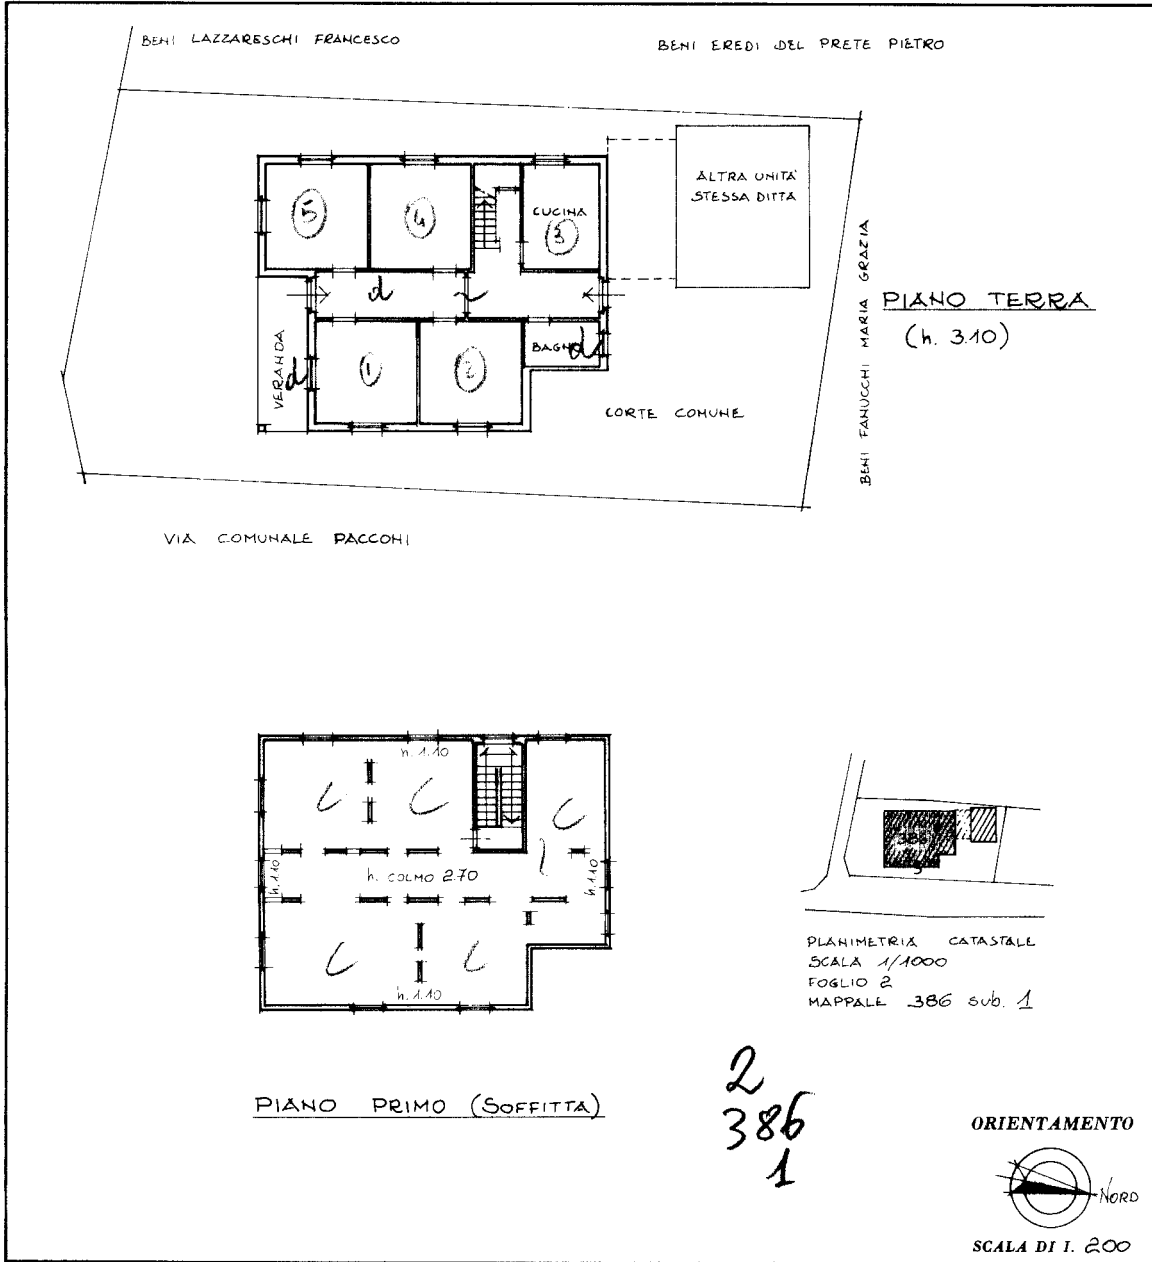 BENI LAZZARESCHI FRANCESCO
BENI EREDI DEL PRETE PIETRO
ALTRA UNITA'
STESSA DITTA
5
4
CUCINA
3
d
VERANDA
d
1
2
BAGNO
d
CORTE COMUNE
BENI FANUCCHI MARIA GRAZIA
PIANO TERRA
(h. 3.10)
VIA COMUNALE PACCONI
h. 1.10
h. 1.10
h. COLMO 2.70
h. 1.10
h. 1.10
PIANO PRIMO (SOFFITTA)
386
PLANIMETRIA CATASTALE
SCALA 1/1000
FOGLIO 2
MAPPALE 386 sub. 1
2
386
1
ORIENTAMENTO
NORD
SCALA DI 1. 200